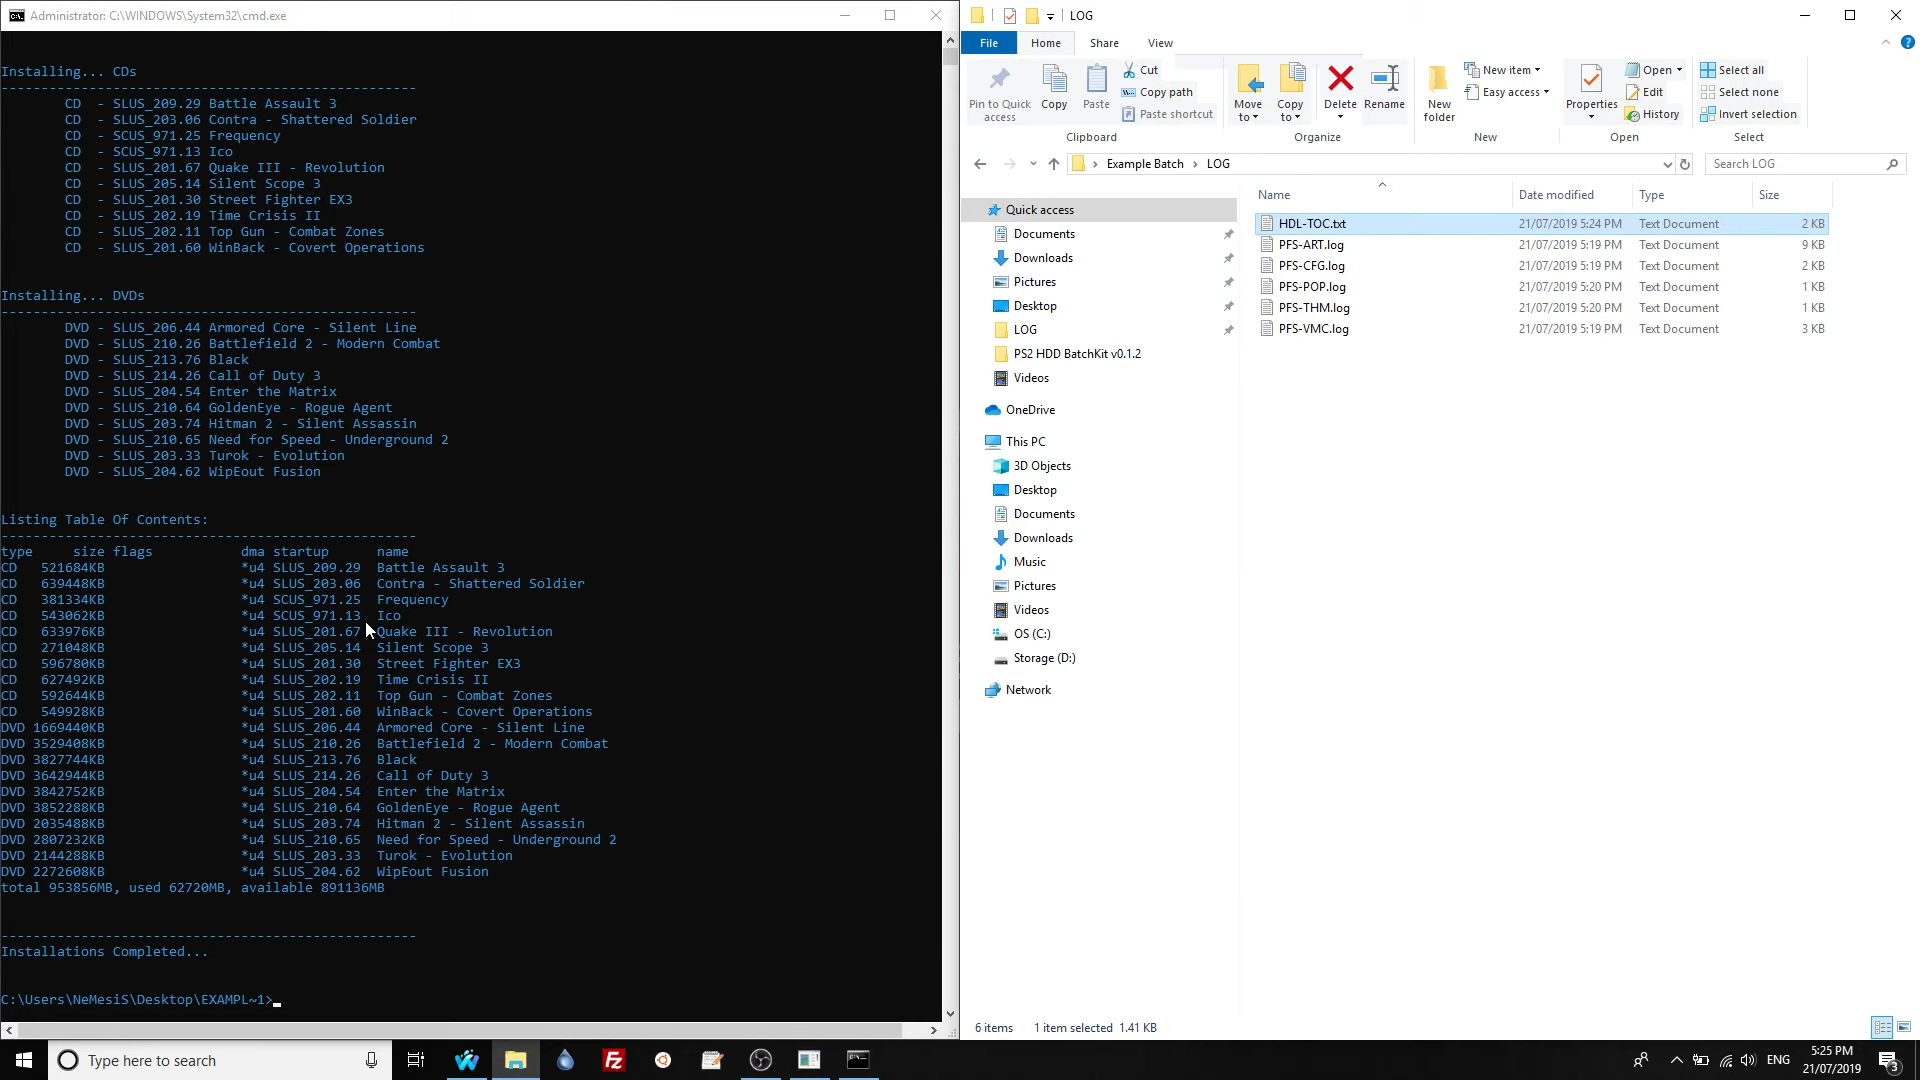 Administrator: C:\WINDOWS\System32\cmd.exe
Installing... CDs
----------------------------------------------------
CD  - SLUS_209.29 Battle Assault 3
CD  - SLUS_203.06 Contra - Shattered Soldier
CD  - SCUS_971.25 Frequency
CD  - SCUS_971.13 Ico
CD  - SLUS_201.67 Quake III - Revolution
CD  - SLUS_205.14 Silent Scope 3
CD  - SLUS_201.30 Street Fighter EX3
CD  - SLUS_202.19 Time Crisis II
CD  - SLUS_202.11 Top Gun - Combat Zones
CD  - SLUS_201.60 WinBack - Covert Operations
Installing... DVDs
----------------------------------------------------
DVD - SLUS_206.44 Armored Core - Silent Line
DVD - SLUS_210.26 Battlefield 2 - Modern Combat
DVD - SLUS_213.76 Black
DVD - SLUS_214.26 Call of Duty 3
DVD - SLUS_204.54 Enter the Matrix
DVD - SLUS_210.64 GoldenEye - Rogue Agent
DVD - SLUS_203.74 Hitman 2 - Silent Assassin
DVD - SLUS_210.65 Need for Speed - Underground 2
DVD - SLUS_203.33 Turok - Evolution
DVD - SLUS_204.62 WipEout Fusion
Listing Table Of Contents:
----------------------------------------------------
type size flags dma startup name
CD 521684KB *u4 SLUS_209.29 Battle Assault 3
CD 639448KB *u4 SLUS_203.06 Contra - Shattered Soldier
CD 381334KB *u4 SCUS_971.25 Frequency
CD 543062KB *u4 SCUS_971.13 Ico
CD 633976KB *u4 SLUS_201.67 Quake III - Revolution
CD 271048KB *u4 SLUS_205.14 Silent Scope 3
CD 596780KB *u4 SLUS_201.30 Street Fighter EX3
CD 627492KB *u4 SLUS_202.19 Time Crisis II
CD 592644KB *u4 SLUS_202.11 Top Gun - Combat Zones
CD 549928KB *u4 SLUS_201.60 WinBack - Covert Operations
DVD 1669440KB *u4 SLUS_206.44 Armored Core - Silent Line
DVD 3529408KB *u4 SLUS_210.26 Battlefield 2 - Modern Combat
DVD 3827744KB *u4 SLUS_213.76 Black
DVD 3642944KB *u4 SLUS_214.26 Call of Duty 3
DVD 3842752KB *u4 SLUS_204.54 Enter the Matrix
DVD 3852288KB *u4 SLUS_210.64 GoldenEye - Rogue Agent
DVD 2035488KB *u4 SLUS_203.74 Hitman 2 - Silent Assassin
DVD 2807232KB *u4 SLUS_210.65 Need for Speed - Underground 2
DVD 2144288KB *u4 SLUS_203.33 Turok - Evolution
DVD 2272608KB *u4 SLUS_204.62 WipEout Fusion
total 953856MB, used 62720MB, available 891136MB
----------------------------------------------------
Installations Completed...
C:\Users\NeMesiS\Desktop\EXAMPL~1>_
LOG
File Home Share View
Pin to Quick access
Copy
Paste
Cut
Copy path
Paste shortcut
Clipboard
Move to
Copy to
Delete
Rename
Organize
New folder
New item
Easy access
New
Properties
Open
Edit
History
Open
Select all
Select none
Invert selection
Select
Example Batch > LOG
Search LOG
Quick access
Documents
Downloads
Pictures
Desktop
LOG
PS2 HDD BatchKit v0.1.2
Videos
OneDrive
This PC
3D Objects
Desktop
Documents
Downloads
Music
Pictures
Videos
OS (C:)
Storage (D:)
Network
Name Date modified Type Size
HDL-TOC.txt 21/07/2019 5:24 PM Text Document 2 KB
PFS-ART.log 21/07/2019 5:19 PM Text Document 9 KB
PFS-CFG.log 21/07/2019 5:19 PM Text Document 2 KB
PFS-POP.log 21/07/2019 5:20 PM Text Document 1 KB
PFS-THM.log 21/07/2019 5:20 PM Text Document 1 KB
PFS-VMC.log 21/07/2019 5:19 PM Text Document 3 KB
6 items 1 item selected 1.41 KB
Type here to search
ENG
5:25 PM
21/07/2019
3